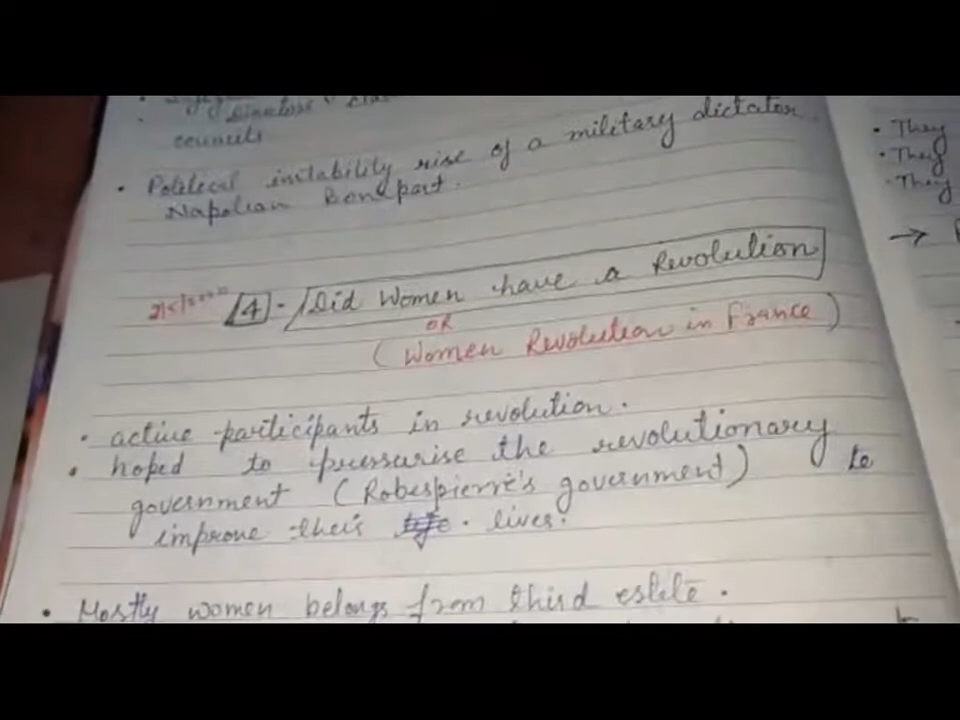 councils
• Political instability rise of a military dictator
Napolian Bonapart.
4 - Did Women have a Revolution
OR
(Women Revolution in France)
• active participants in revolution.
• hoped to pressurise the revolutionary
government (Robespierre's government) to
improve their lives.
• Mostly women belongs from third estate.
• They
• They
• They
→